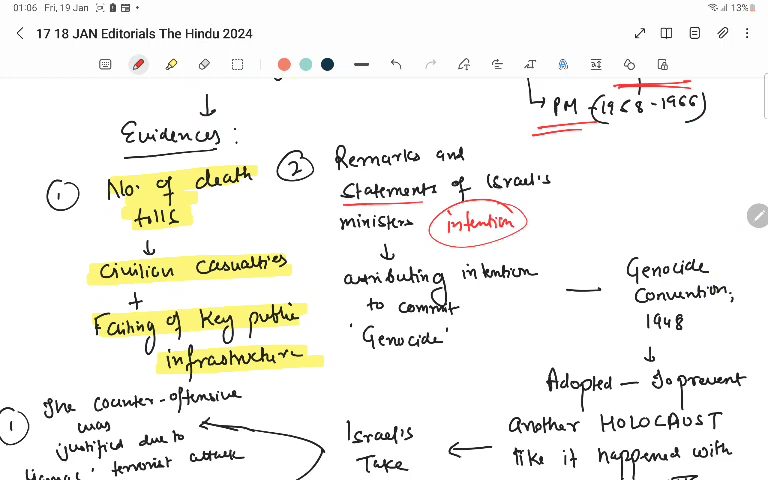 01:06 Fri, 19 Jan
13%
17 18 JAN Editorials The Hindu 2024
PM - (1968 - 1966)
Evidences :
① No. of death
tolls
Civilian Casualties
+
Failing of Key public
infrastructure
② Remarks and
Statements of Israel's
ministers intention
attributing intention
to commit
'Genocide'
— Genocide
Convention,
1948
Adopted — To prevent
another HOLOCAUST
like it happened with
Israel's
Take
① The counter-offensive
was
justified due to
terrorist attack